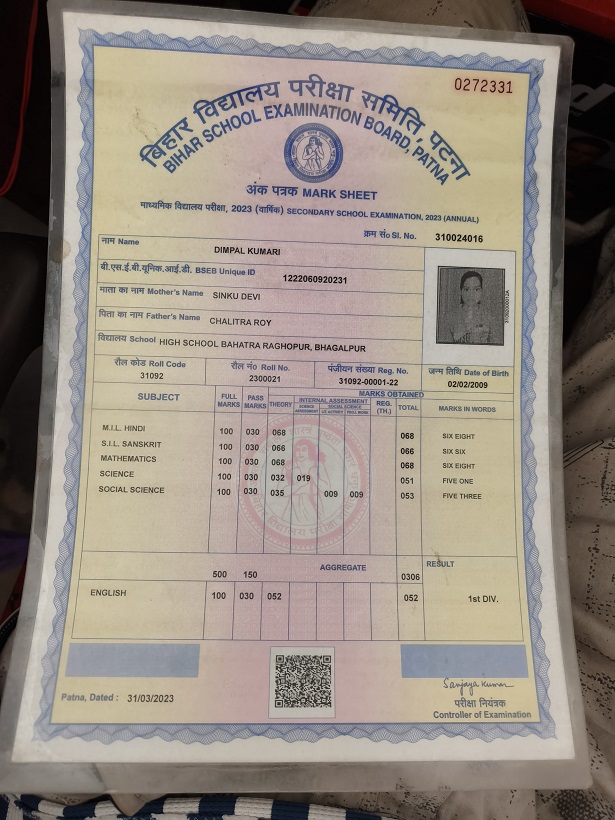 0272331
बिहार विद्यालय परीक्षा समिति, पटना
BIHAR SCHOOL EXAMINATION BOARD, PATNA
अंक पत्रक MARK SHEET
माध्यमिक विद्यालय परीक्षा, 2023 (वार्षिक) SECONDARY SCHOOL EXAMINATION, 2023 (ANNUAL)
क्रम सं० Sl. No. 310024016
नाम Name DIMPAL KUMARI
बी.एस.ई.बी.यूनिक.आई.डी. BSEB Unique ID 1222060920231
माता का नाम Mother's Name SINKU DEVI
पिता का नाम Father's Name CHALITRA ROY
विद्यालय School HIGH SCHOOL BAHATRA RAGHOPUR, BHAGALPUR
रौल कोड Roll Code रौल नं० Roll No. पंजीयन संख्या Reg. No. जन्म तिथि Date of Birth
31092 2300021 31092-00001-22 02/02/2009
SUBJECT FULL MARKS PASS MARKS THEORY MARKS OBTAINED INTERNAL ASSESSMENT SCIENCE SOCIAL SCIENCE REG. (TH.) TOTAL MARKS IN WORDS
M.I.L. HINDI 100 030 068 068 SIX EIGHT
S.I.L. SANSKRIT 100 030 066 066 SIX SIX
MATHEMATICS 100 030 068 068 SIX EIGHT
SCIENCE 100 030 032 019 051 FIVE ONE
SOCIAL SCIENCE 100 030 035 009 009 053 FIVE THREE
500 150 AGGREGATE 0306 RESULT
ENGLISH 100 030 052 052 1st DIV.
Patna, Dated : 31/03/2023
Sanjaya Kumar
परीक्षा नियंत्रक
Controller of Examination